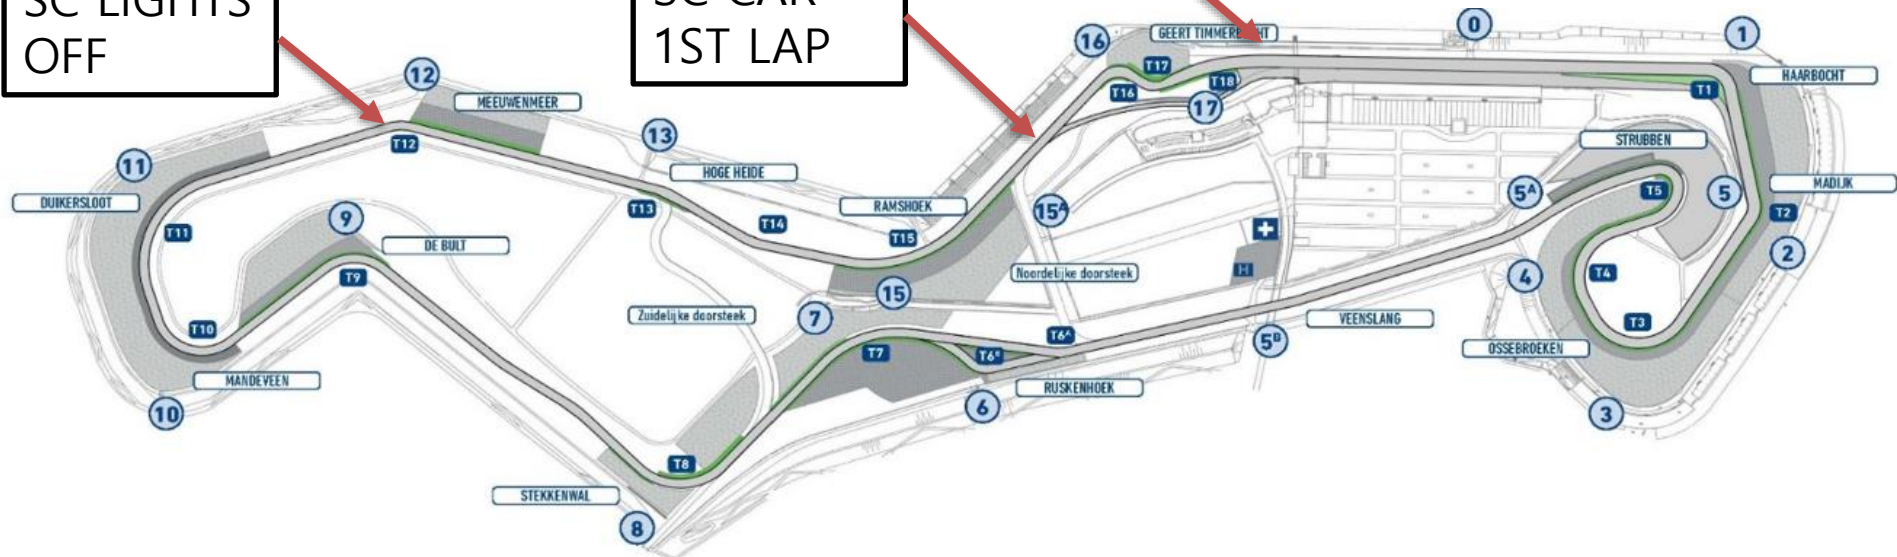 SC LIGHTS
OFF
SC CAR
1ST LAP
0
1
16
GEERT TIMMERBOCHT
T17
T18
T16
17
T1
HAARBOCHT
12
MEEUWENMEER
T12
13
HOGE HEIDE
11
DUIKERSLOOT
T11
9
DE BULT
T9
T13
T14
RAMSHOEK
T15
15A
STRUBBEN
5A
T5
5
MADIJK
T2
2
H
Noordelijke doorsteek
4
T4
T3
15
Zuidelijke doorsteek
7
T7
T6A
T6B
5B
VEENSLANG
OSSEBROEKEN
T10
MANDEVEEN
10
RUSKENHOEK
6
3
T8
STEKKENWAL
8